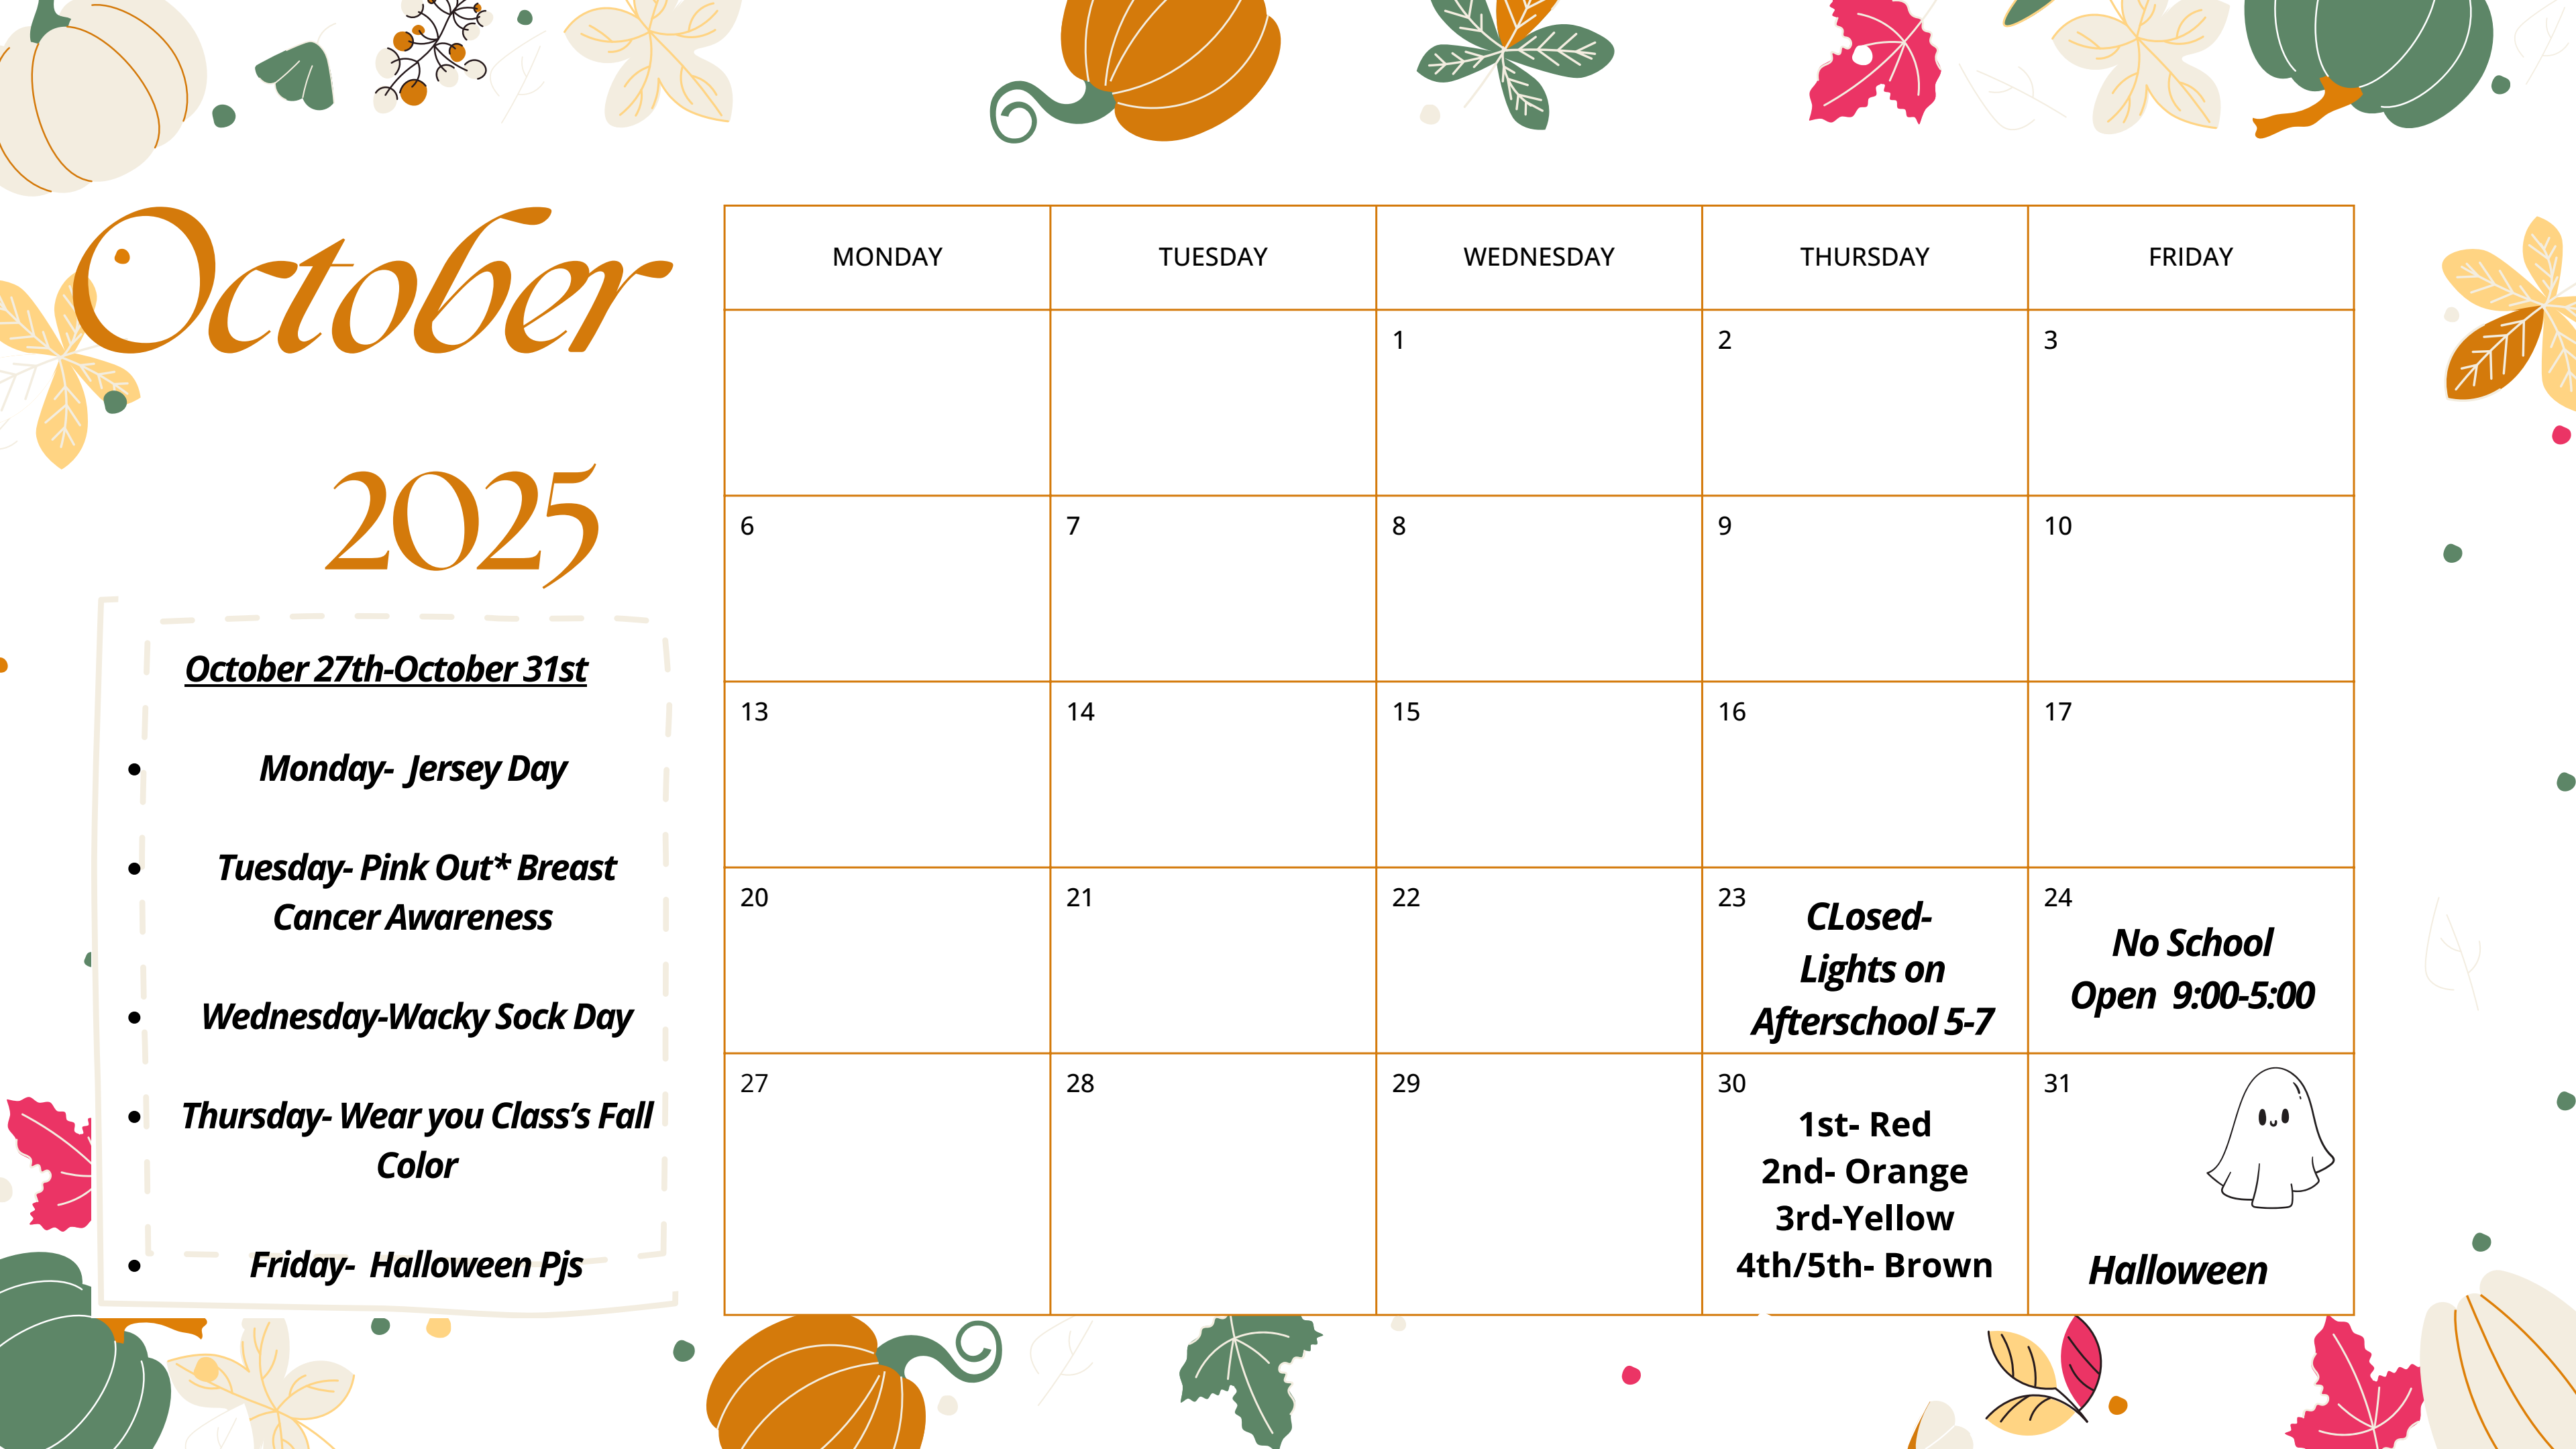 October
2025
October 27th-October 31st
• Monday-  Jersey Day
• Tuesday- Pink Out* Breast
Cancer Awareness
• Wednesday-Wacky Sock Day
• Thursday- Wear you Class’s Fall
Color
• Friday-  Halloween Pjs
MONDAY TUESDAY WEDNESDAY THURSDAY FRIDAY
1 2 3
6 7 8 9 10
13 14 15 16 17
20 21 22 23 24
CLosed-
Lights on
Afterschool 5-7
No School
Open  9:00-5:00
27 28 29 30 31
1st- Red
2nd- Orange
3rd-Yellow
4th/5th- Brown
Halloween